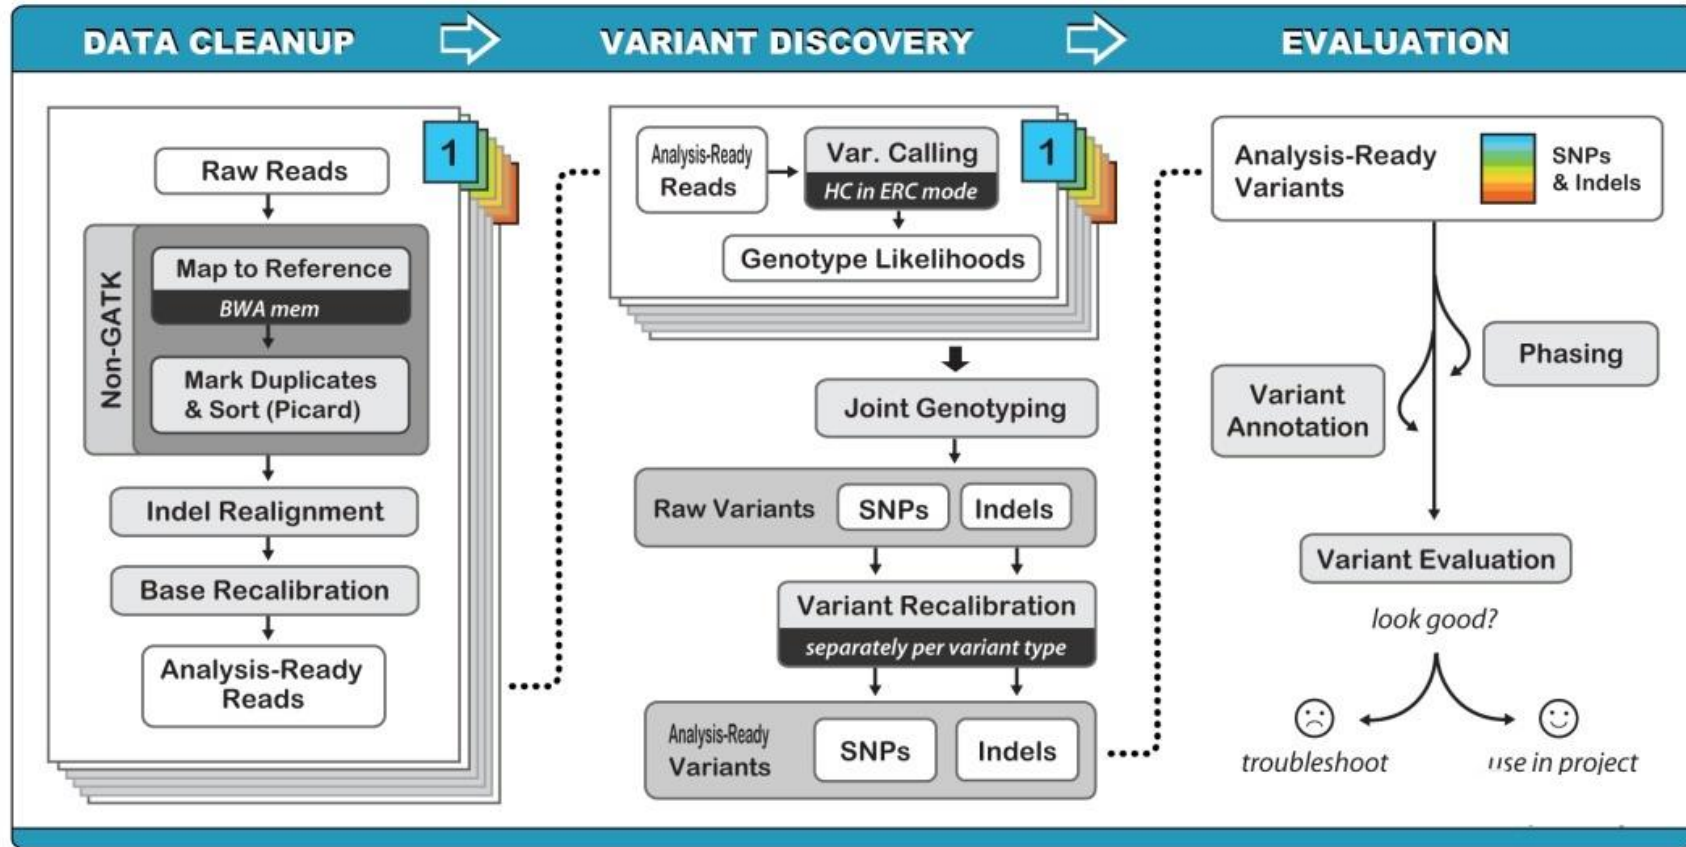 DATA CLEANUP
VARIANT DISCOVERY
EVALUATION
1
Raw Reads
Non-GATK
Map to Reference
BWA mem
Mark Duplicates
& Sort (Picard)
Indel Realignment
Base Recalibration
Analysis-Ready
Reads
1
Analysis-Ready
Reads
Var. Calling
HC in ERC mode
Genotype Likelihoods
Joint Genotyping
Raw Variants
SNPs
Indels
Variant Recalibration
separately per variant type
Analysis-Ready
Variants
SNPs
Indels
Analysis-Ready
Variants
SNPs
& Indels
Phasing
Variant
Annotation
Variant Evaluation
look good?
troubleshoot
use in project